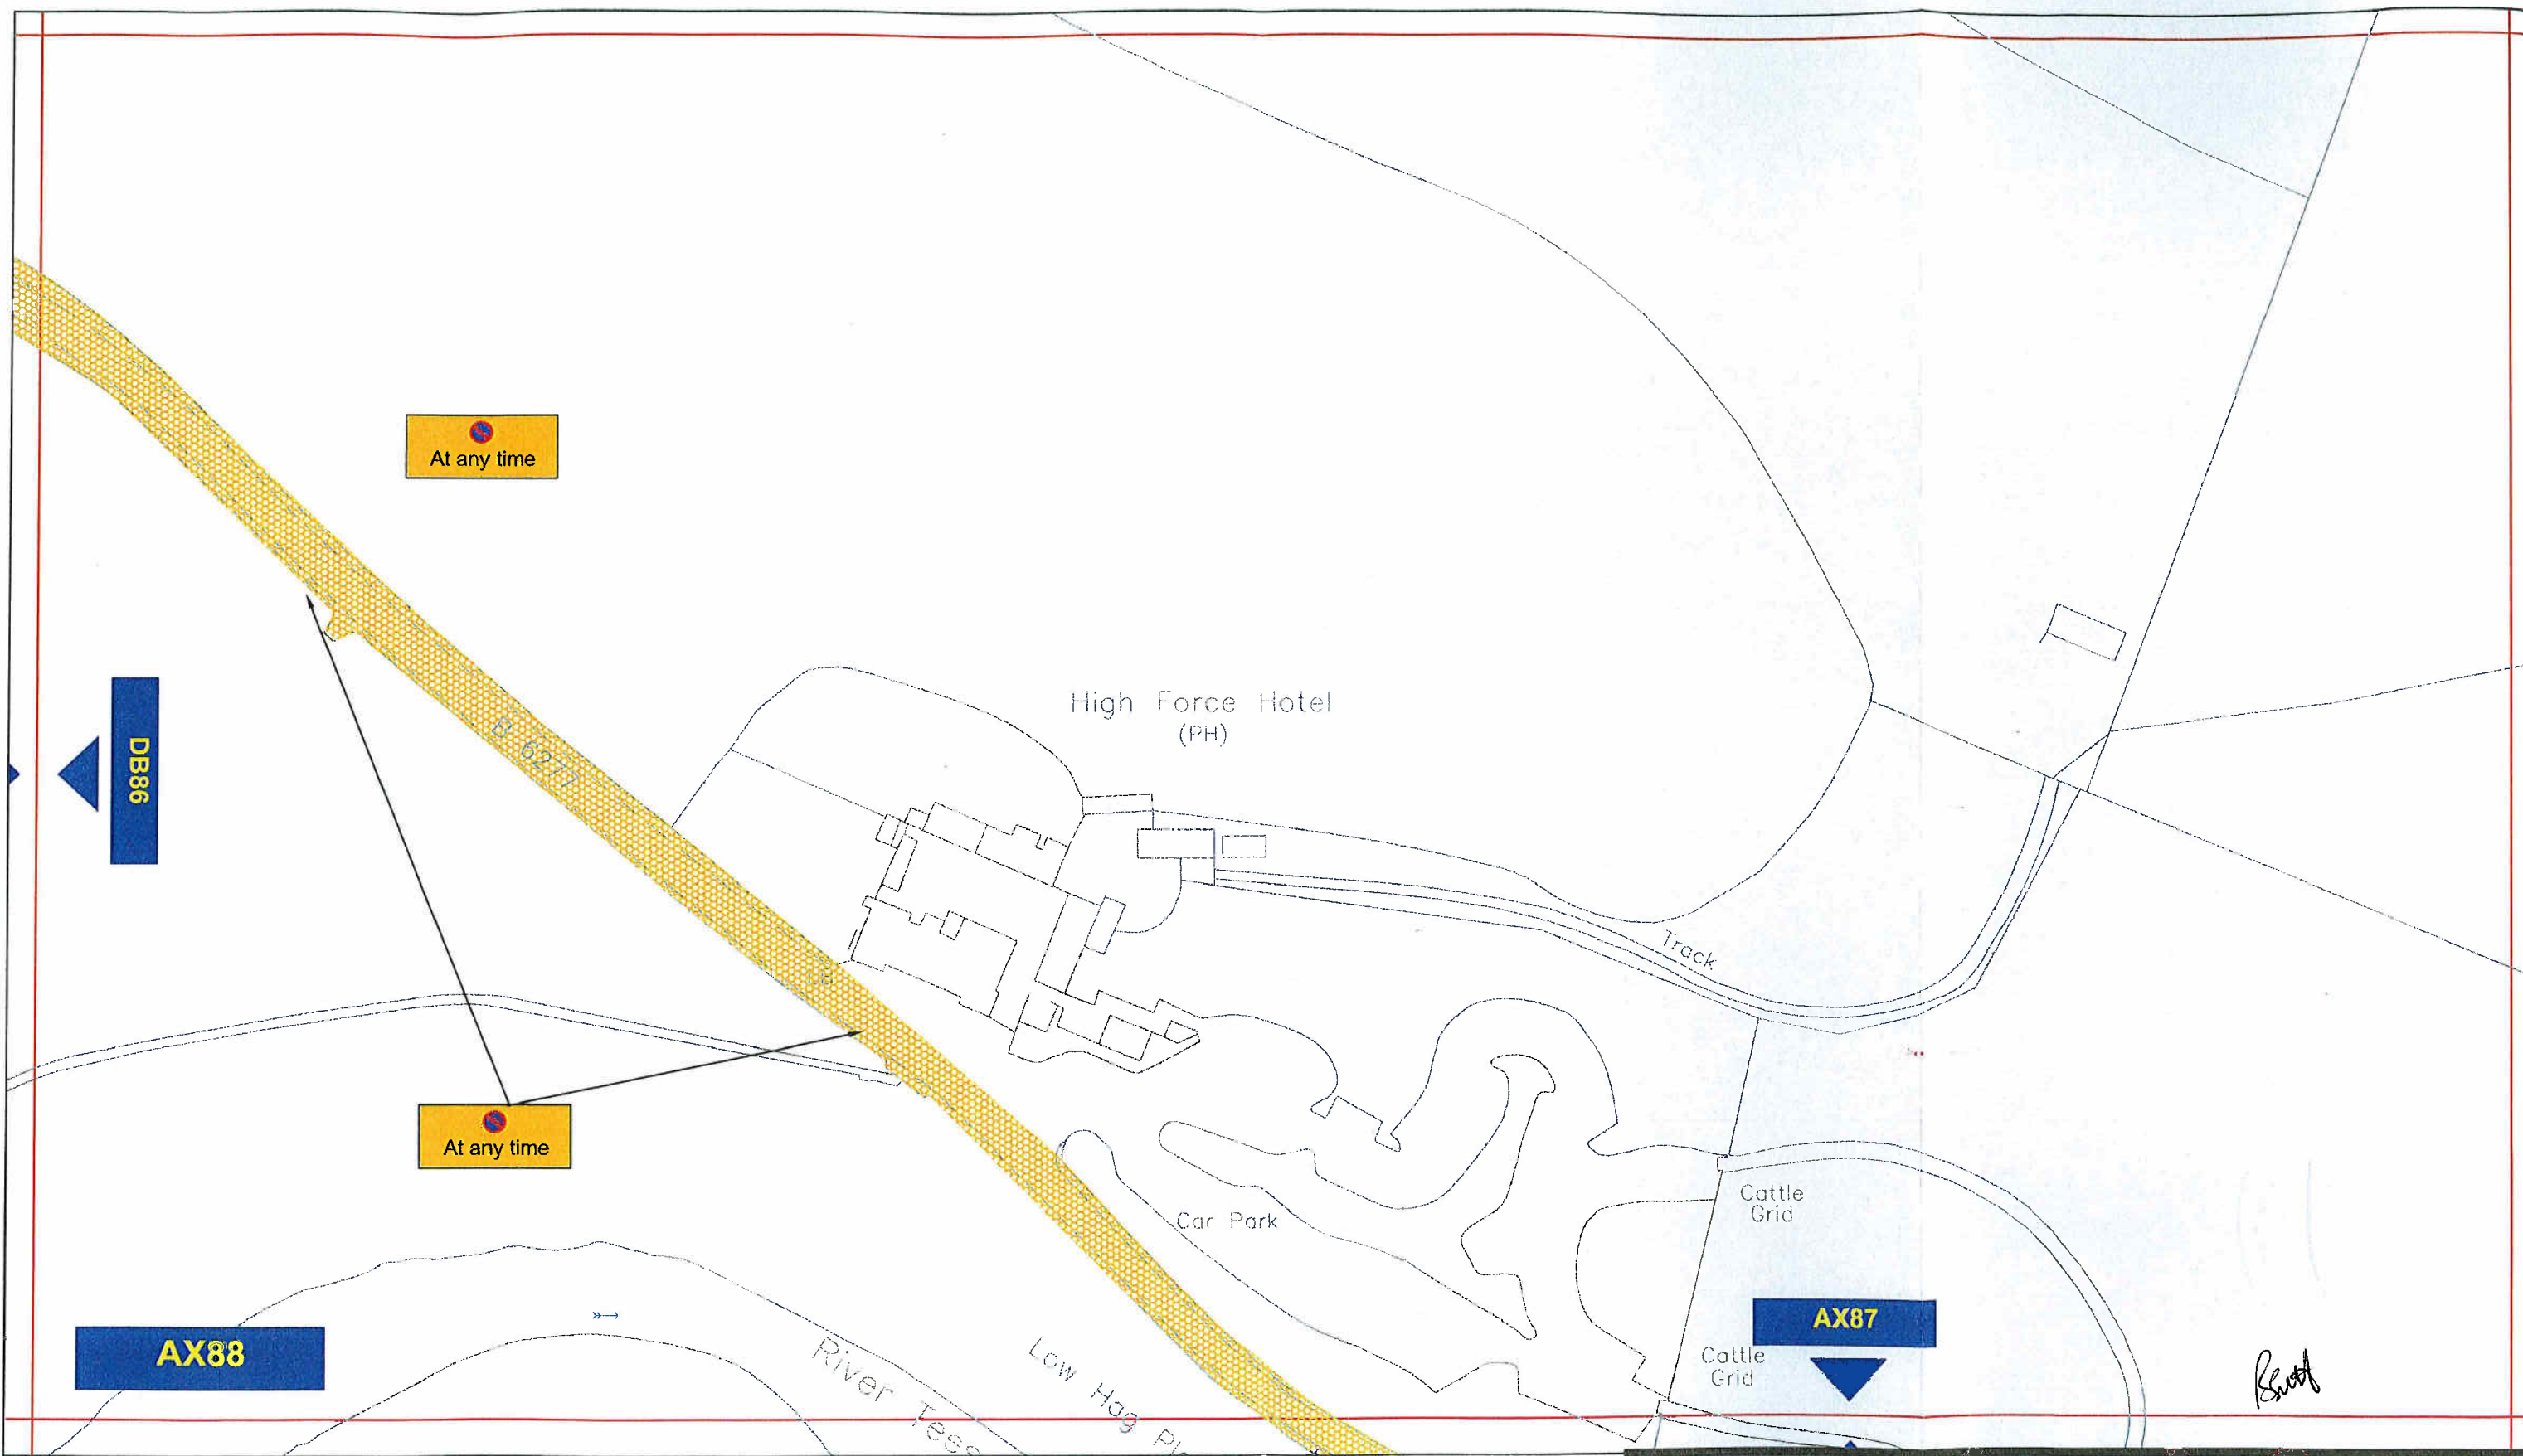 At any time
High Force Hotel
(PH)
B 6277
DB86
Track
LB
At any time
Cattle
Grid
Car Park
AX87
AX88
River Tees
Low Hag
Cattle
Grid